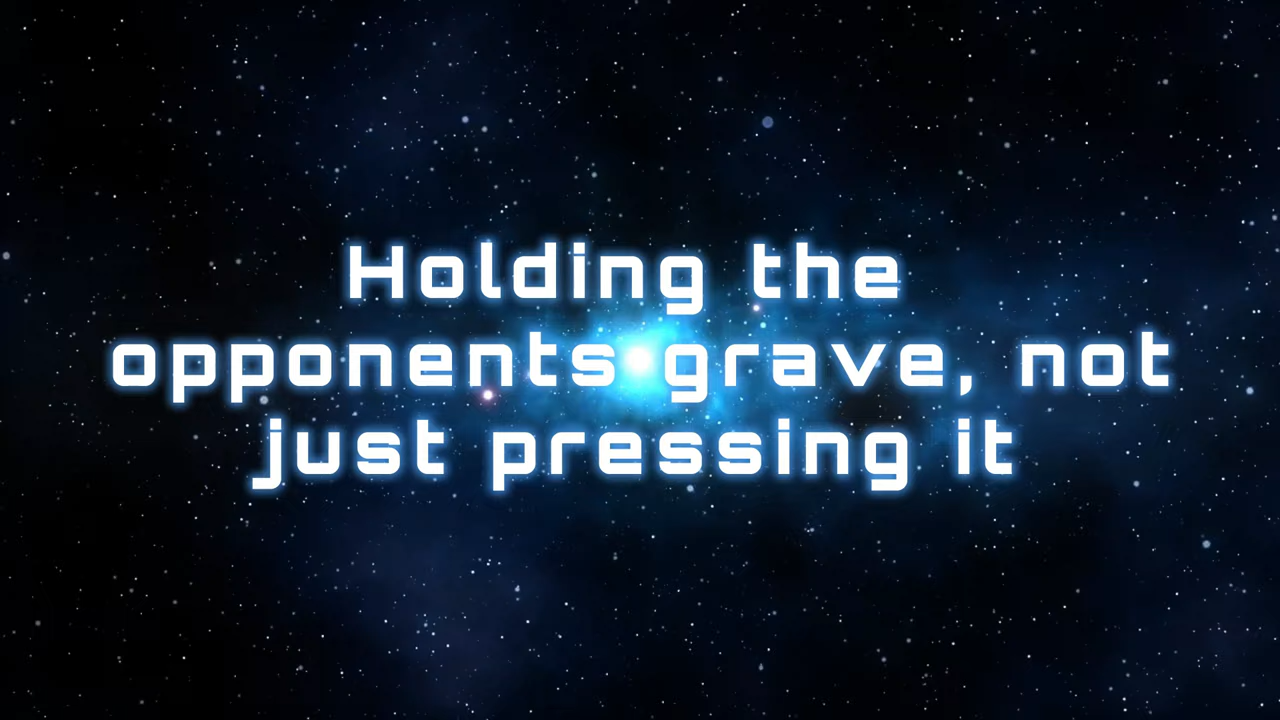 Holding the
opponents grave, not
just pressing it